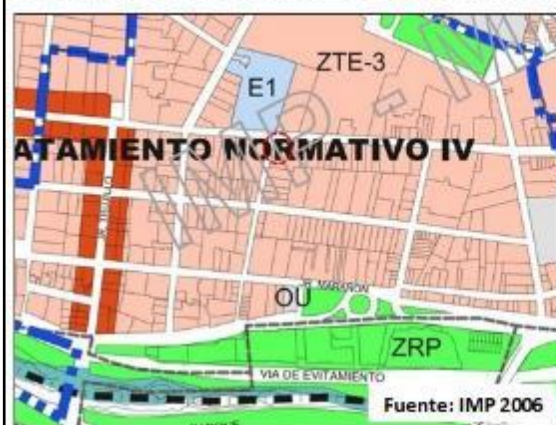 ZTE-3
E1
ATAMIENTO NORMATIVO IV
OU
ZRP
VIA DE EVITAMIENTO
Fuente: IMP 2006